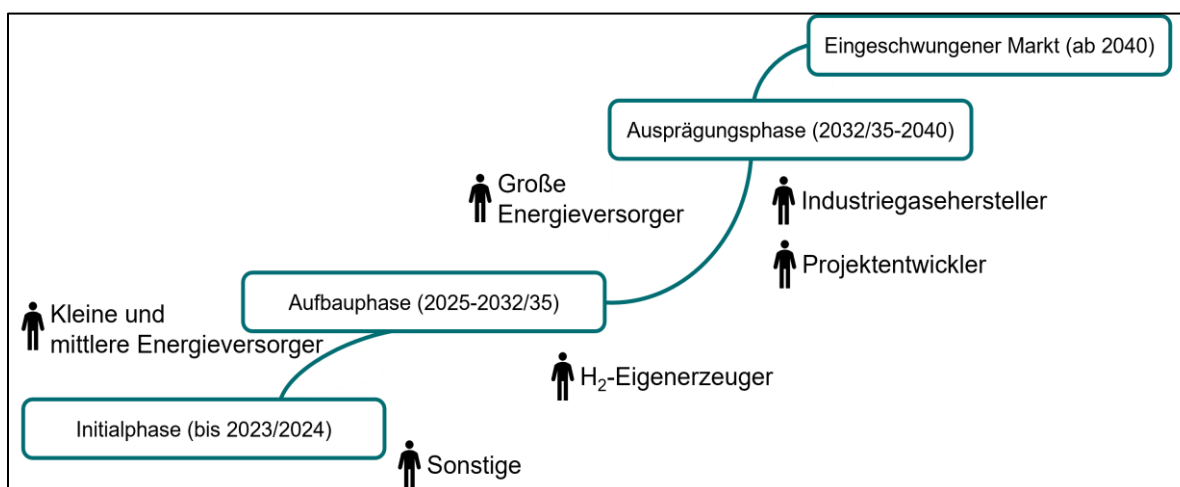 Eingeschwungener Markt (ab 2040)
Ausprägungsphase (2032/35-2040)
Große
Energieversorger
Industriegasehersteller
Projektentwickler
Aufbauphase (2025-2032/35)
Kleine und
mittlere Energieversorger
H₂-Eigenerzeuger
Initialphase (bis 2023/2024)
Sonstige